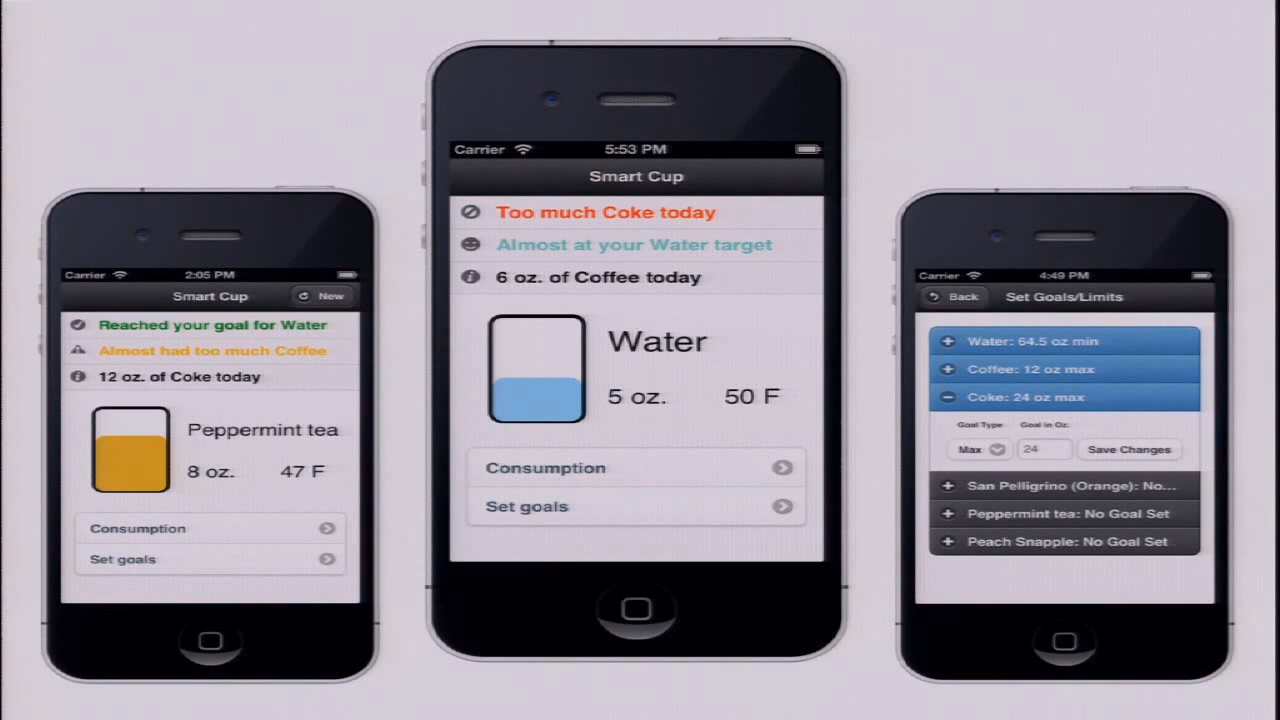 Carrier 2:05 PM
Smart Cup New
Reached your goal for Water
Almost had too much Coffee
12 oz. of Coke today
Peppermint tea
8 oz. 47 F
Consumption
Set goals
Carrier 5:53 PM
Smart Cup
Too much Coke today
Almost at your Water target
6 oz. of Coffee today
Water
5 oz. 50 F
Consumption
Set goals
Carrier 4:49 PM
Back Set Goals/Limits
Water: 64.5 oz min
Coffee: 12 oz max
Coke: 24 oz max
Goal Type Goal in Oz.
Max 24 Save Changes
San Pelligrino (Orange): No...
Peppermint tea: No Goal Set
Peach Snapple: No Goal Set